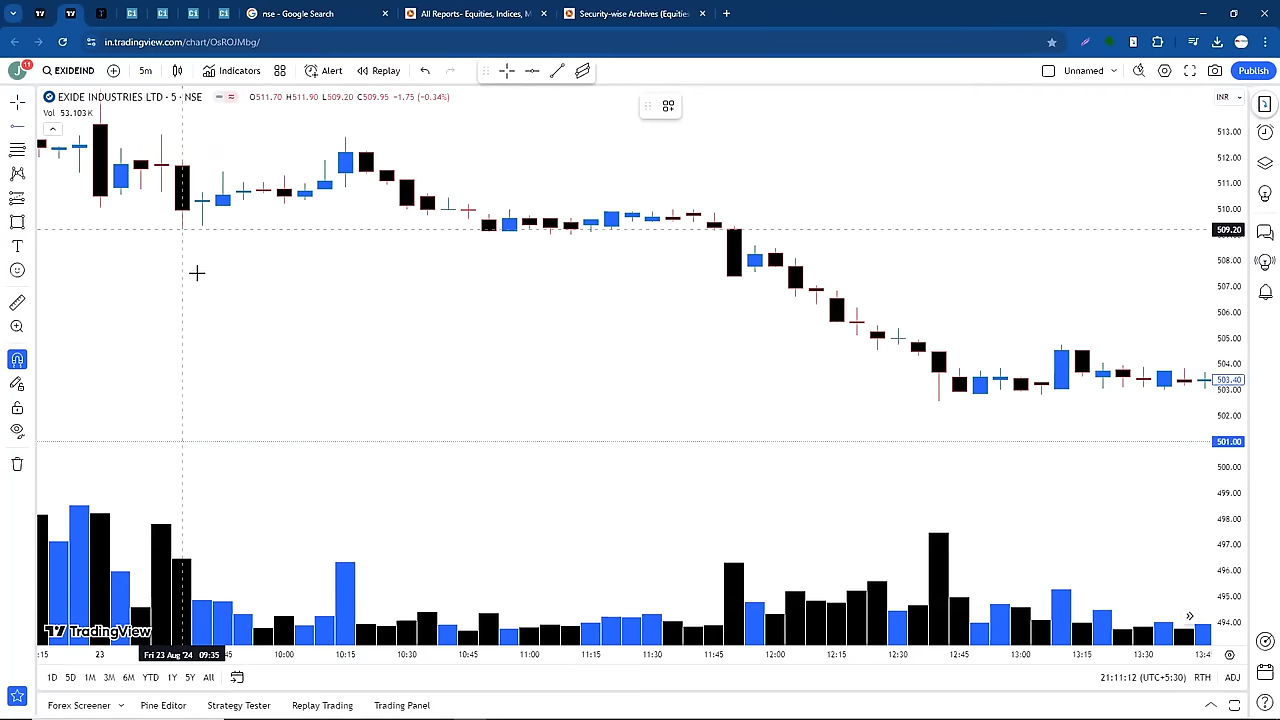 nse - Google Search
All Reports- Equities, Indices, M
Security-wise Archives (Equities
in.tradingview.com/chart/OsROJMbg/
J 11 EXIDEIND 5m Indicators Alert Replay Unnamed Publish
EXIDE INDUSTRIES LTD · 5 · NSE O511.70 H511.90 L509.20 C509.95 −1.75 (−0.34%)
INR
Vol 53.103 K
513.00
512.00
511.00
510.00
509.20
508.00
507.00
506.00
505.00
504.00
503.40
503.00
502.00
501.00
500.00
499.00
498.00
497.00
496.00
495.00
494.00
TradingView
:15 23 Fri 23 Aug '24 09:35 45 10:00 10:15 10:30 10:45 11:00 11:15 11:30 11:45 12:00 12:15 12:30 12:45 13:00 13:15 13:30 13:4
1D 5D 1M 3M 6M YTD 1Y 5Y All 21:11:12 (UTC+5:30) RTH ADJ
Forex Screener Pine Editor Strategy Tester Replay Trading Trading Panel